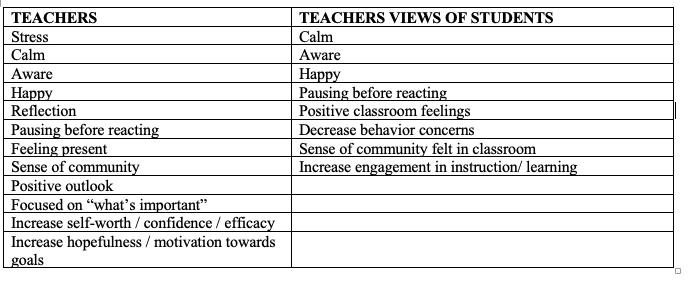 TEACHERS TEACHERS VIEWS OF STUDENTS
Stress Calm
Calm Aware
Aware Happy
Happy Pausing before reacting
Reflection Positive classroom feelings
Pausing before reacting Decrease behavior concerns
Feeling present Sense of community felt in classroom
Sense of community Increase engagement in instruction/ learning
Positive outlook
Focused on “what’s important”
Increase self-worth / confidence / efficacy
Increase hopefulness / motivation towards
goals